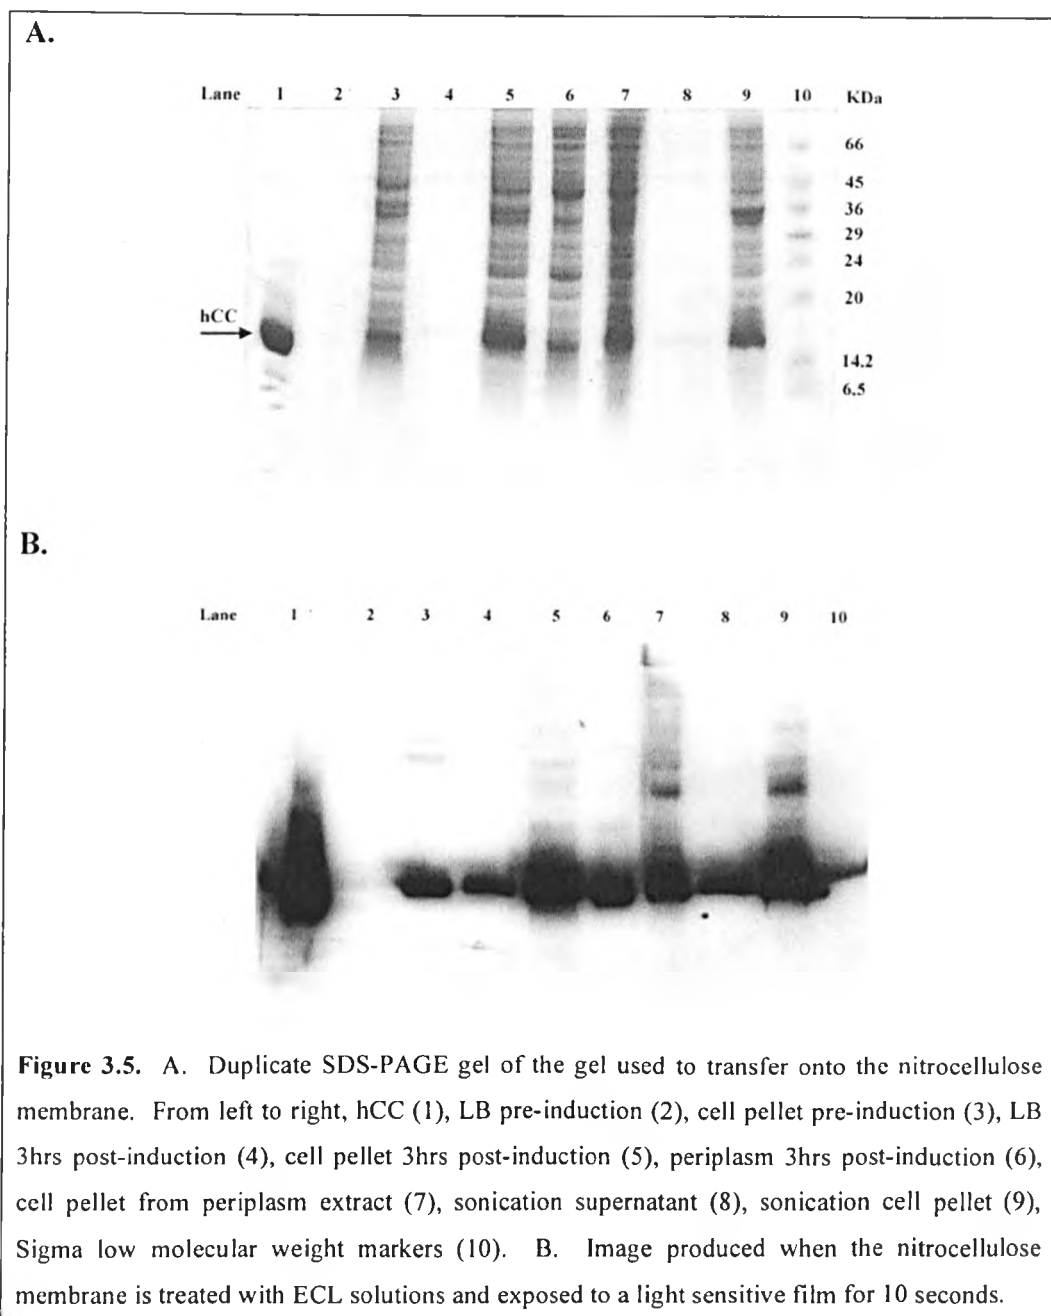 A.
Lane 1 2 3 4 5 6 7 8 9 10 KDa
66
45
36
29
24
20
hCC
14.2
6.5
B.
Lane 1 2 3 4 5 6 7 8 9 10
Figure 3.5. A. Duplicate SDS-PAGE gel of the gel used to transfer onto the nitrocellulose
membrane. From left to right, hCC (1), LB pre-induction (2), cell pellet pre-induction (3), LB
3hrs post-induction (4), cell pellet 3hrs post-induction (5), periplasm 3hrs post-induction (6),
cell pellet from periplasm extract (7), sonication supernatant (8), sonication cell pellet (9),
Sigma low molecular weight markers (10). B. Image produced when the nitrocellulose
membrane is treated with ECL solutions and exposed to a light sensitive film for 10 seconds.